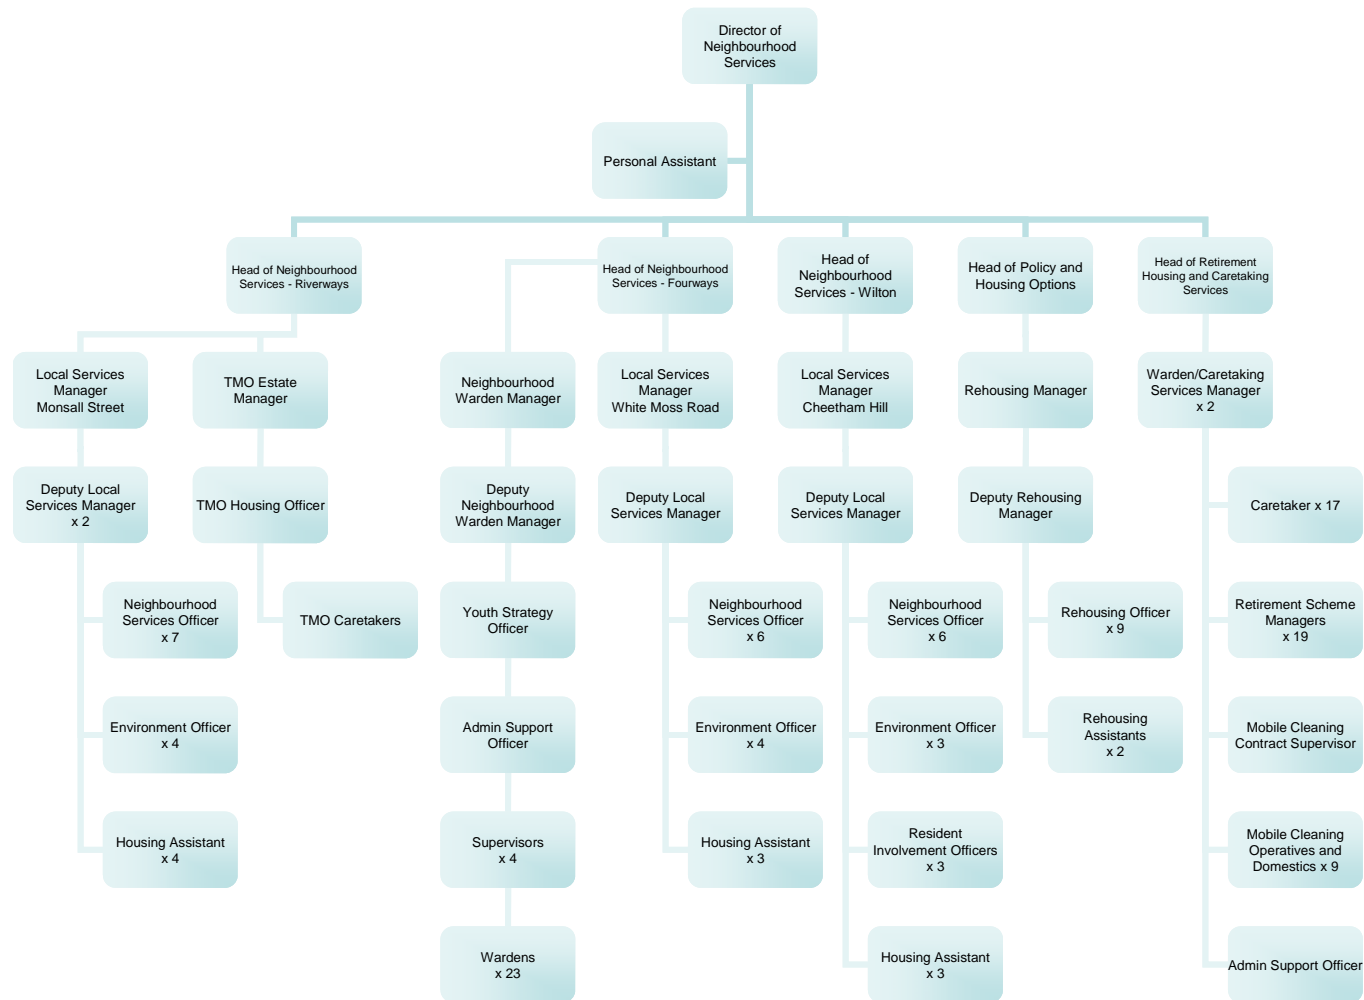 Director of
Neighbourhood
Services
Personal Assistant
Head of Neighbourhood
Services - Riverways
Head of Neighbourhood
Services - Fourways
Head of
Neighbourhood
Services - Wilton
Head of Policy and
Housing Options
Head of Retirement
Housing and Caretaking
Services
Local Services
Manager
Monsall Street
TMO Estate
Manager
Neighbourhood
Warden Manager
Local Services
Manager
White Moss Road
Local Services
Manager
Cheetham Hill
Rehousing Manager
Warden/Caretaking
Services Manager
x 2
Deputy Local
Services Manager
x 2
TMO Housing Officer
Deputy
Neighbourhood
Warden Manager
Deputy Local
Services Manager
Deputy Local
Services Manager
Deputy Rehousing
Manager
Caretaker x 17
Neighbourhood
Services Officer
x 7
TMO Caretakers
Youth Strategy
Officer
Neighbourhood
Services Officer
x 6
Neighbourhood
Services Officer
x 6
Rehousing Officer
x 9
Retirement Scheme
Managers
x 19
Environment Officer
x 4
Admin Support
Officer
Environment Officer
x 4
Environment Officer
x 3
Rehousing
Assistants
x 2
Mobile Cleaning
Contract Supervisor
Housing Assistant
x 4
Supervisors
x 4
Housing Assistant
x 3
Resident
Involvement Officers
x 3
Mobile Cleaning
Operatives and
Domestics x 9
Wardens
x 23
Housing Assistant
x 3
Admin Support Officer